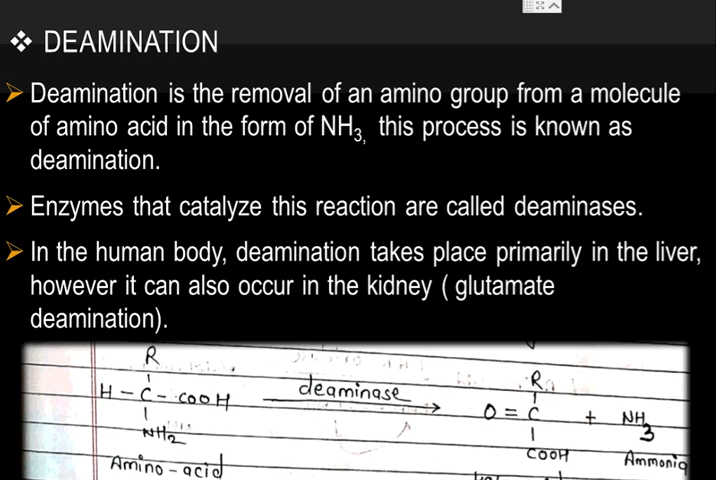 ❖ DEAMINATION
➤ Deamination is the removal of an amino group from a molecule
of amino acid in the form of NH₃, this process is known as
deamination.
➤ Enzymes that catalyze this reaction are called deaminases.
➤ In the human body, deamination takes place primarily in the liver,
however it can also occur in the kidney ( glutamate
deamination).
R R
H - C - COOH deaminase → O = C + NH3
NH2 COOH Ammonia
Amino-acid